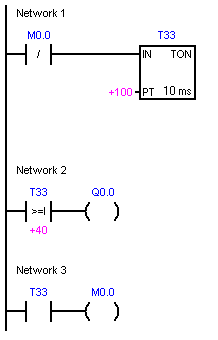 Network 1
M0.0 T33
/ IN TON
+100 PT 10 ms
Network 2
T33 Q0.0
>=I
+40
Network 3
T33 M0.0